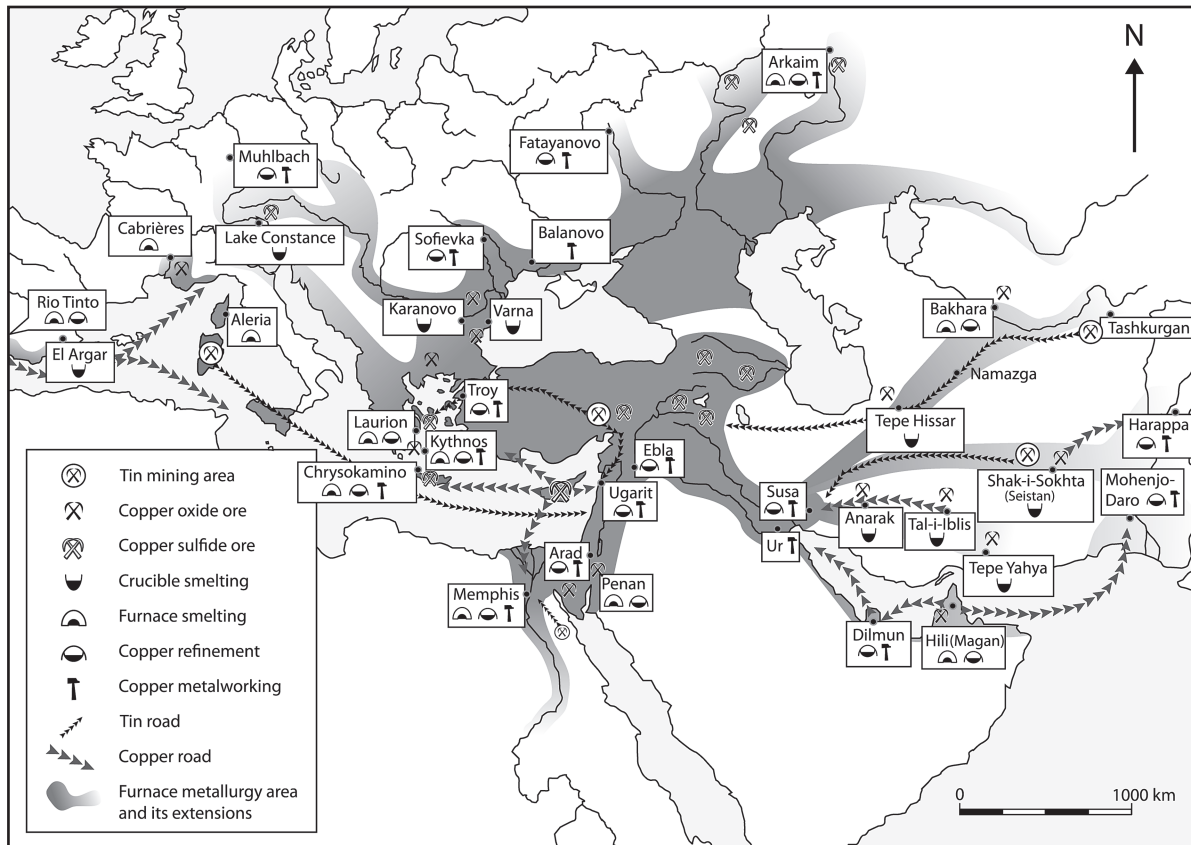 N
Arkaim
Fatayanovo
Muhlbach
Cabrières
Lake Constance
Sofievka
Balanovo
Rio Tinto
El Argar
Aleria
Karanovo
Varna
Bakhara
Tashkurgan
Namazga
Troy
Laurion
Kythnos
Chrysokamino
Ebla
Ugarit
Tepe Hissar
Harappa
Shak-i-Sokhta
(Seistan)
Mohenjo-
Daro
Susa
Anarak
Tal-i-Iblis
Ur
Tepe Yahya
Arad
Penan
Memphis
Dilmun
Hili(Magan)
Tin mining area
Copper oxide ore
Copper sulfide ore
Crucible smelting
Furnace smelting
Copper refinement
Copper metalworking
Tin road
Copper road
Furnace metallurgy area
and its extensions
0 1000 km